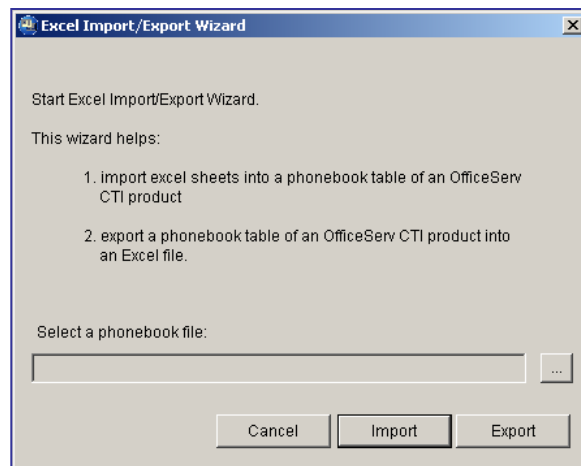 Excel Import/Export Wizard
Start Excel Import/Export Wizard.
This wizard helps:
1. import excel sheets into a phonebook table of an OfficeServ
CTI product
2. export a phonebook table of an OfficeServ CTI product into
an Excel file.
Select a phonebook file:
...
Cancel Import Export